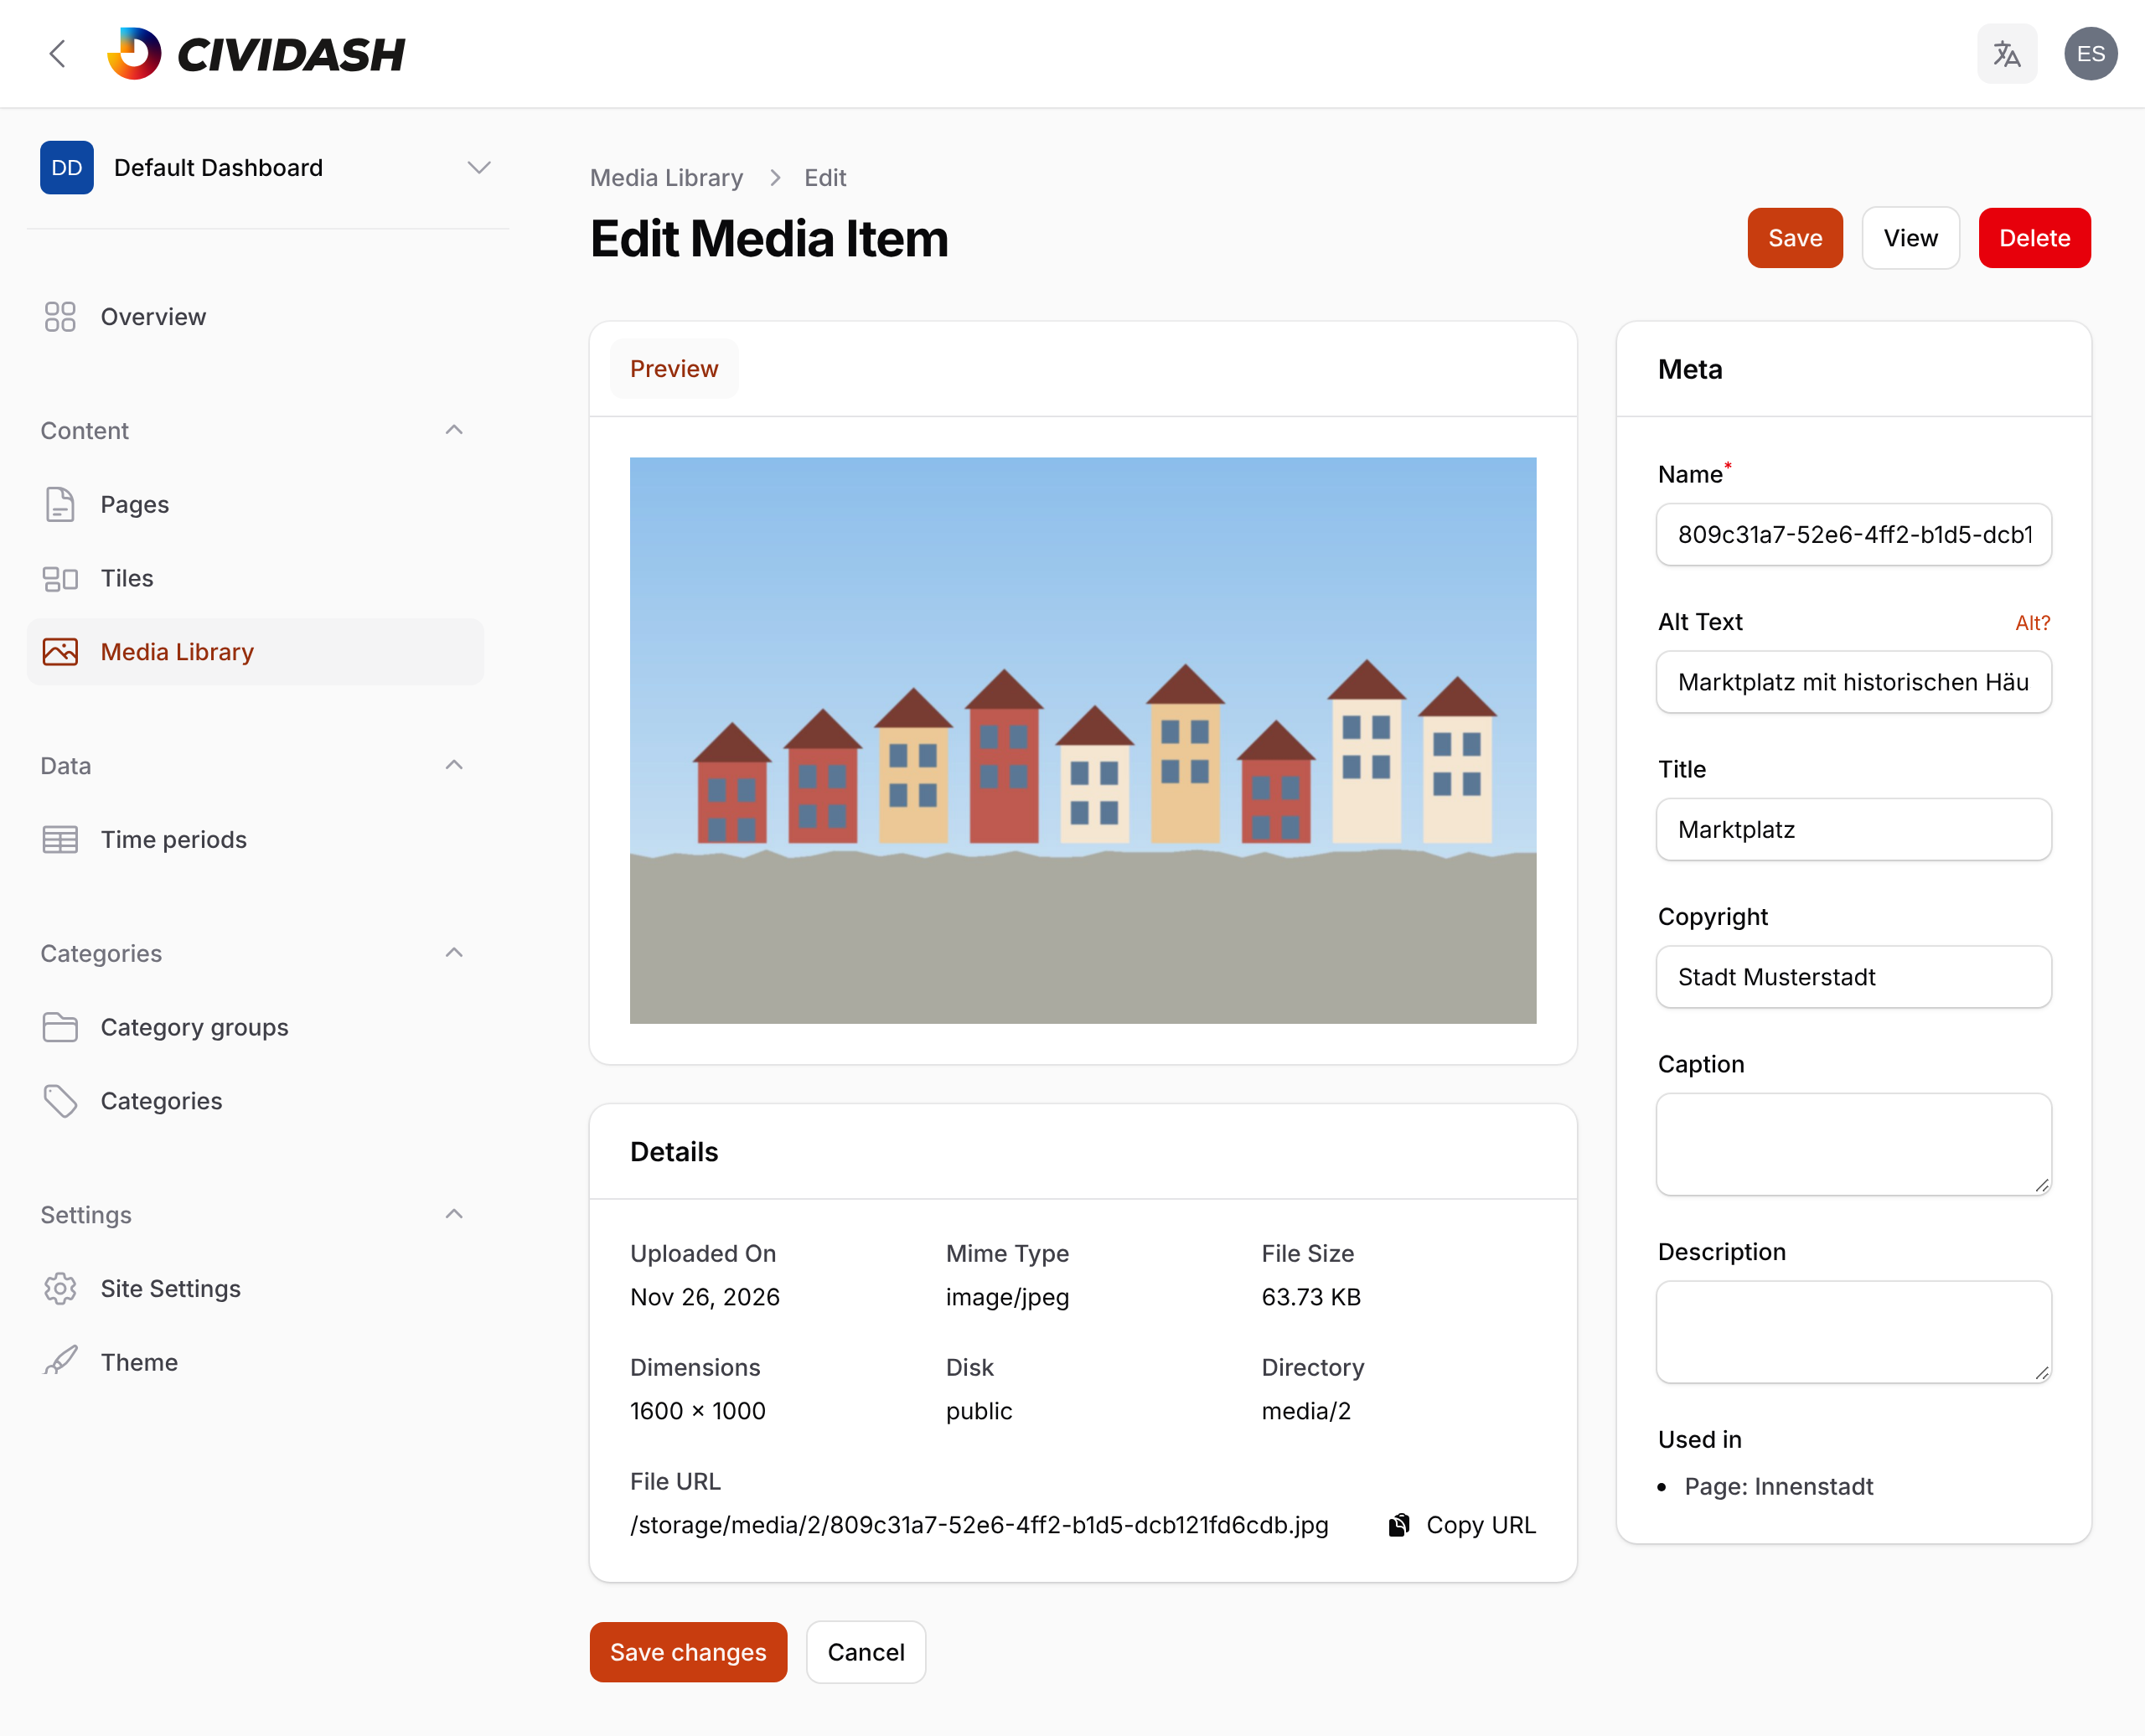 CIVIDASH
ES
DD
Default Dashboard
Overview
Content
Pages
Tiles
Media Library
Data
Time periods
Categories
Category groups
Categories
Settings
Site Settings
Theme
Media Library > Edit
Edit Media Item
Save
View
Delete
Preview
Details
Uploaded On
Nov 26, 2026
Mime Type
image/jpeg
File Size
63.73 KB
Dimensions
1600 × 1000
Disk
public
Directory
media/2
File URL
/storage/media/2/809c31a7-52e6-4ff2-b1d5-dcb121fd6cdb.jpg
Copy URL
Save changes
Cancel
Meta
Name*
809c31a7-52e6-4ff2-b1d5-dcb1
Alt Text
Alt?
Marktplatz mit historischen Häu
Title
Marktplatz
Copyright
Stadt Musterstadt
Caption
Description
Used in
• Page: Innenstadt